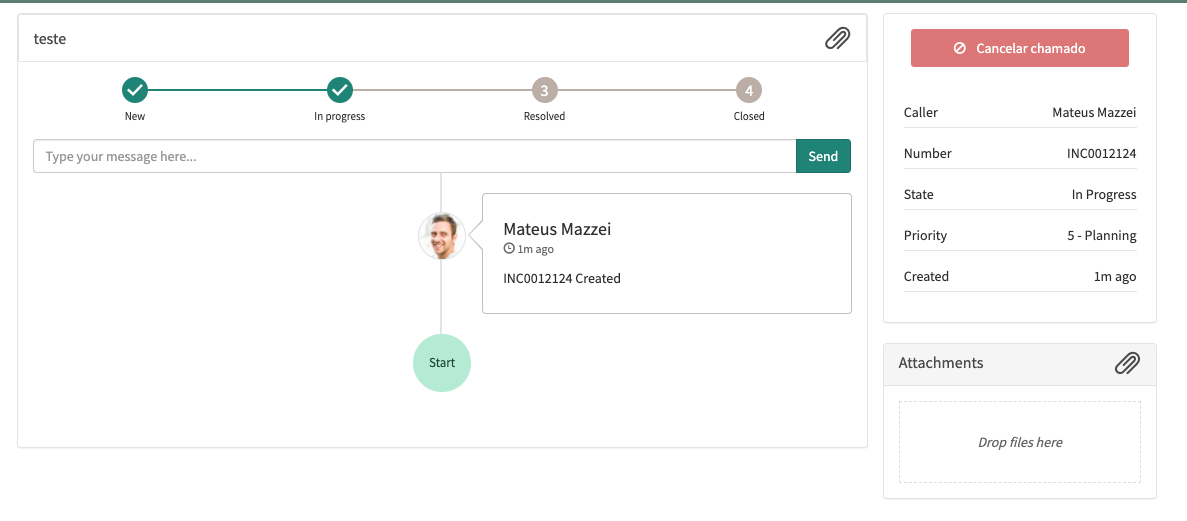 teste
3
4
New
In progress
Resolved
Closed
Type your message here...
Send
Mateus Mazzei
1m ago
INC0012124 Created
Start
Cancelar chamado
Caller Mateus Mazzei
Number INC0012124
State In Progress
Priority 5 - Planning
Created 1m ago
Attachments
Drop files here